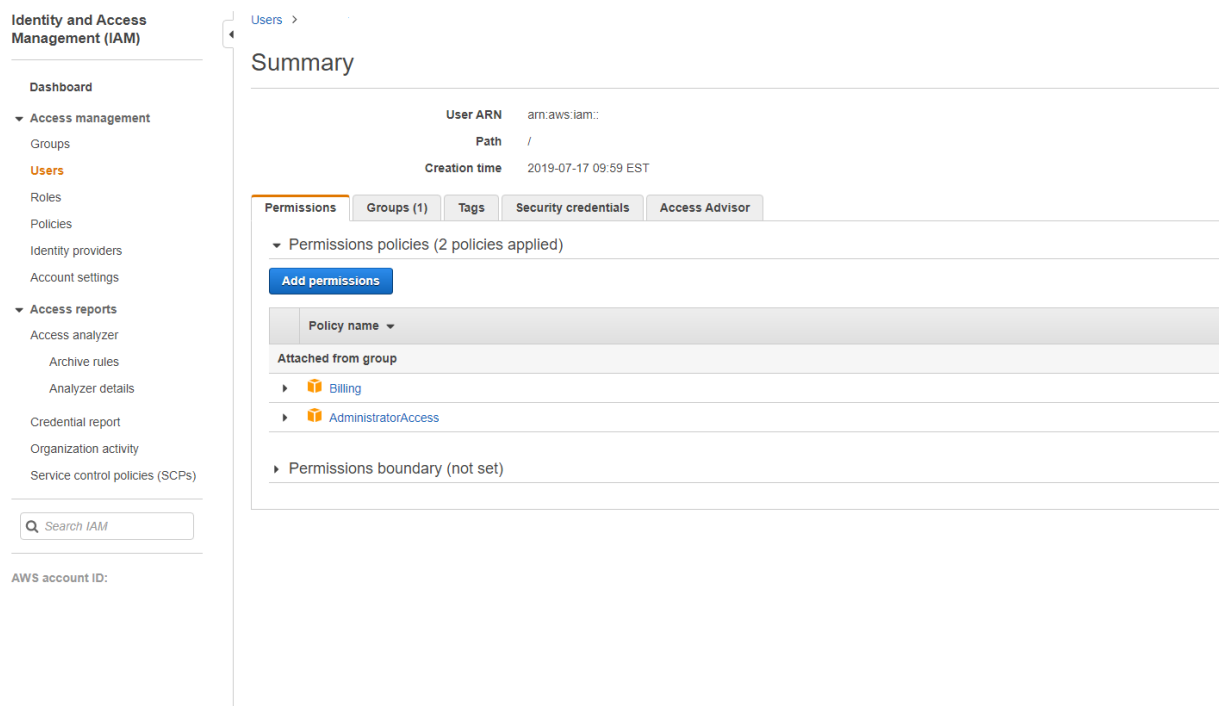 Identity and Access
Management (IAM)
Dashboard
Access management
Groups
Users
Roles
Policies
Identity providers
Account settings
Access reports
Access analyzer
Archive rules
Analyzer details
Credential report
Organization activity
Service control policies (SCPs)
Search IAM
AWS account ID:
Users >
Summary
User ARN arn:aws:iam::
Path /
Creation time 2019-07-17 09:59 EST
Permissions Groups (1) Tags Security credentials Access Advisor
Permissions policies (2 policies applied)
Add permissions
Policy name
Attached from group
Billing
AdministratorAccess
Permissions boundary (not set)